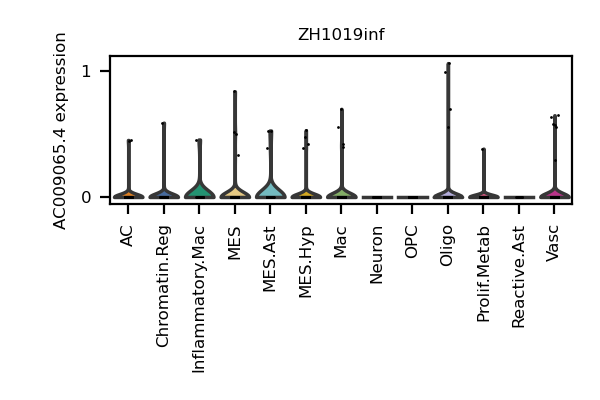 ZH1019inf
AC009065.4 expression
1
0
AC
Chromatin.Reg
Inflammatory.Mac
MES
MES.Ast
MES.Hyp
Mac
Neuron
OPC
Oligo
Prolif.Metab
Reactive.Ast
Vasc